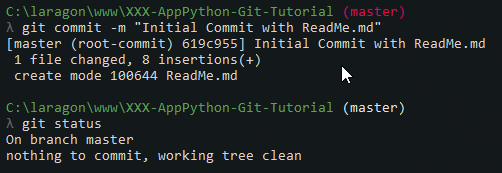 C:\laragon\www\XXX-AppPython-Git-Tutorial (master)
λ git commit -m "Initial Commit with ReadMe.md"
[master (root-commit) 619c955] Initial Commit with ReadMe.md
 1 file changed, 8 insertions(+)
 create mode 100644 ReadMe.md

C:\laragon\www\XXX-AppPython-Git-Tutorial (master)
λ git status
On branch master
nothing to commit, working tree clean